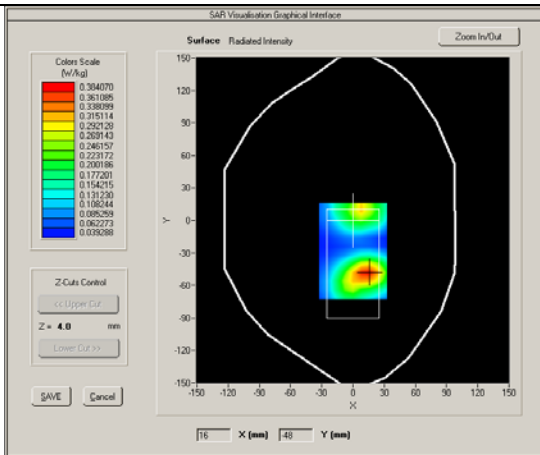 SAR Visualisation Graphical Interface
Surface Radiated Intensity
Zoom In/Out
Colors Scale
(W/kg)
0.384070
0.361085
0.338099
0.315114
0.292128
0.269143
0.246157
0.223172
0.200186
0.177201
0.154215
0.131230
0.108244
0.085259
0.062273
0.039288
Z-Cuts Control
<< Upper Cut
Z = 4.0 mm
Lower Cut >>
SAVE Cancel
150-
120-
90-
60-
30-
0-
-30-
-60-
-90-
-120-
-150-
Y
-150 -120 -90 -60 -30 0 30 60 90 120 150
X
16 X (mm) -48 Y (mm)